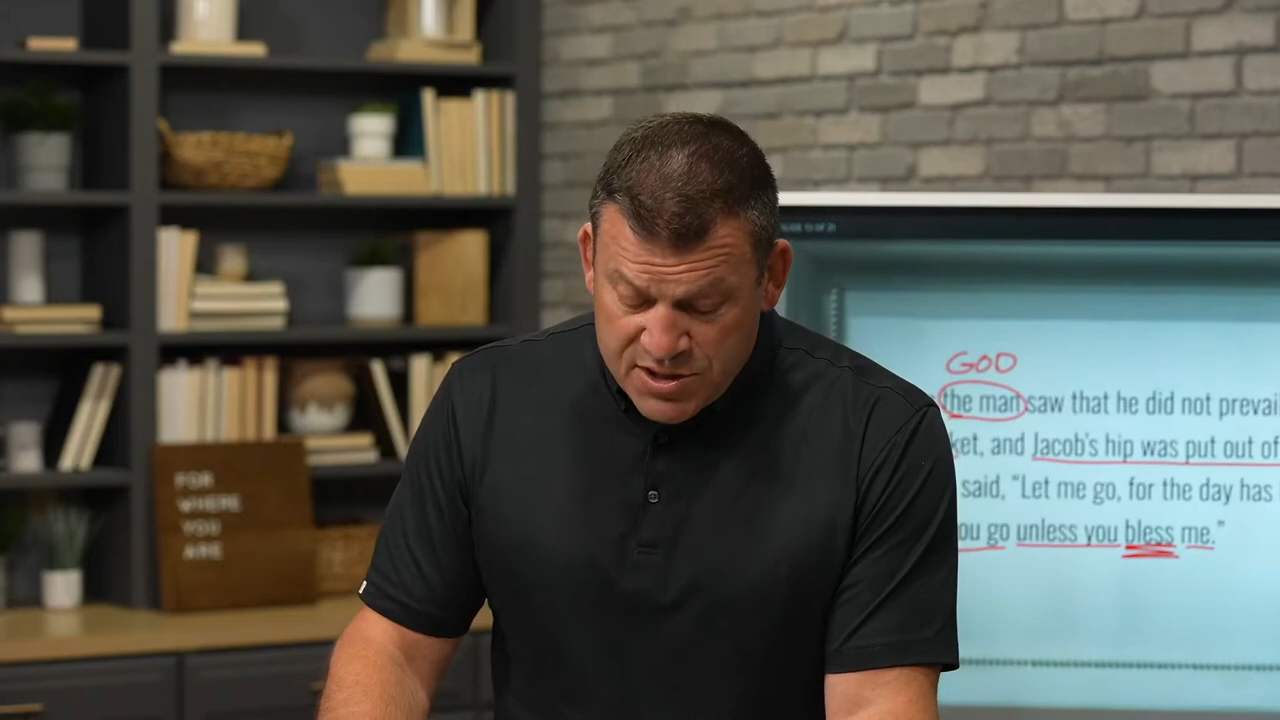 FOR
WHERE
YOU
ARE
GOD
the man saw that he did not prevai
ket, and Jacob's hip was put out of
said, “Let me go, for the day has
ou go unless you bless me.”